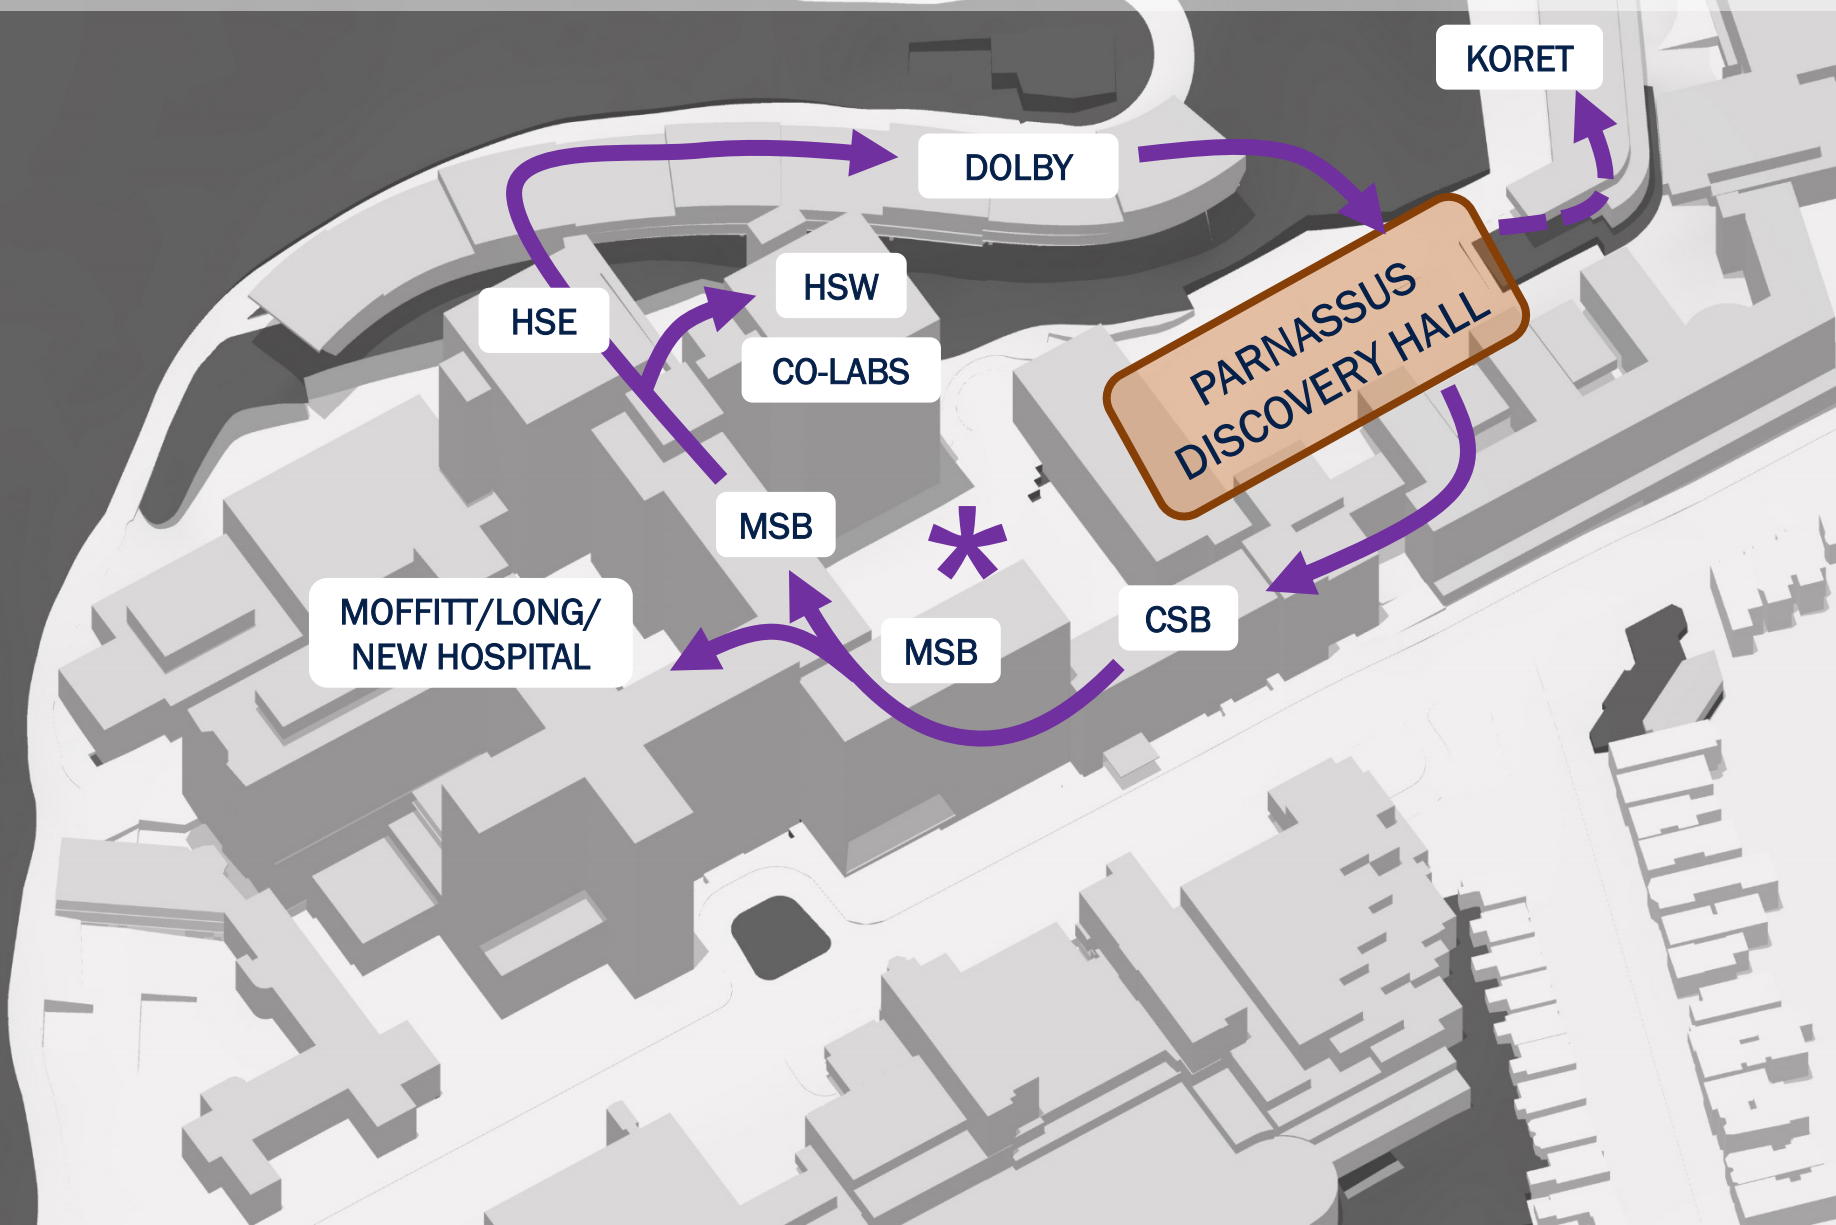 KORET
DOLBY
HSW
HSE
CO-LABS
PARNASSUS
DISCOVERY HALL
MSB
*
MOFFITT/LONG/
NEW HOSPITAL
MSB
CSB